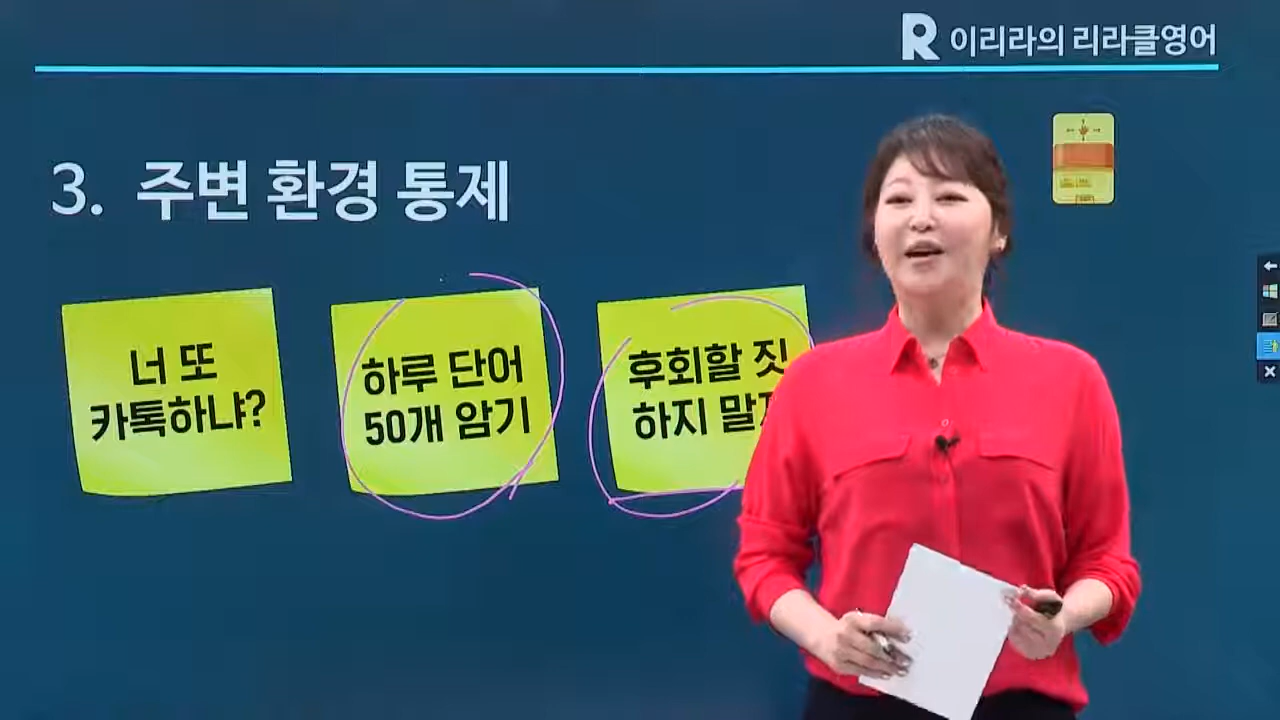 R 이리라의 리라클영어
3. 주변 환경 통제
너 또
카톡하냐?
하루 단어
50개 암기
후회할 짓
하지